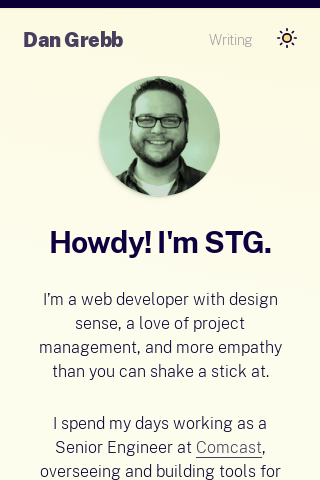 Dan Grebb
Writing
Howdy! I'm STG.
I’m a web developer with design
sense, a love of project
management, and more empathy
than you can shake a stick at.
I spend my days working as a
Senior Engineer at Comcast,
overseeing and building tools for